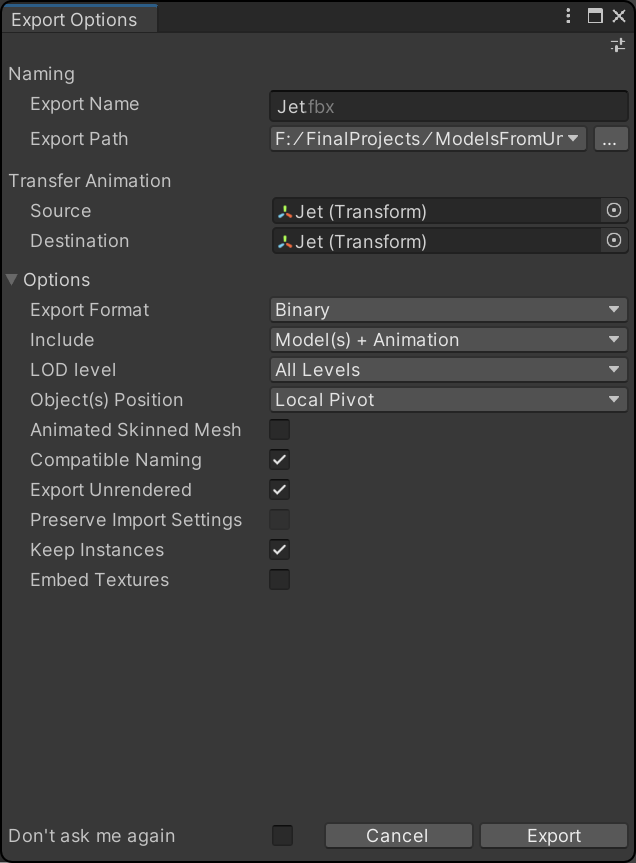 Export Options
Naming
Export Name Jet.fbx
Export Path F:/FinalProjects/ModelsFromUr ...
Transfer Animation
Source Jet (Transform)
Destination Jet (Transform)
Options
Export Format Binary
Include Model(s) + Animation
LOD level All Levels
Object(s) Position Local Pivot
Animated Skinned Mesh
Compatible Naming
Export Unrendered
Preserve Import Settings
Keep Instances
Embed Textures
Don't ask me again Cancel Export